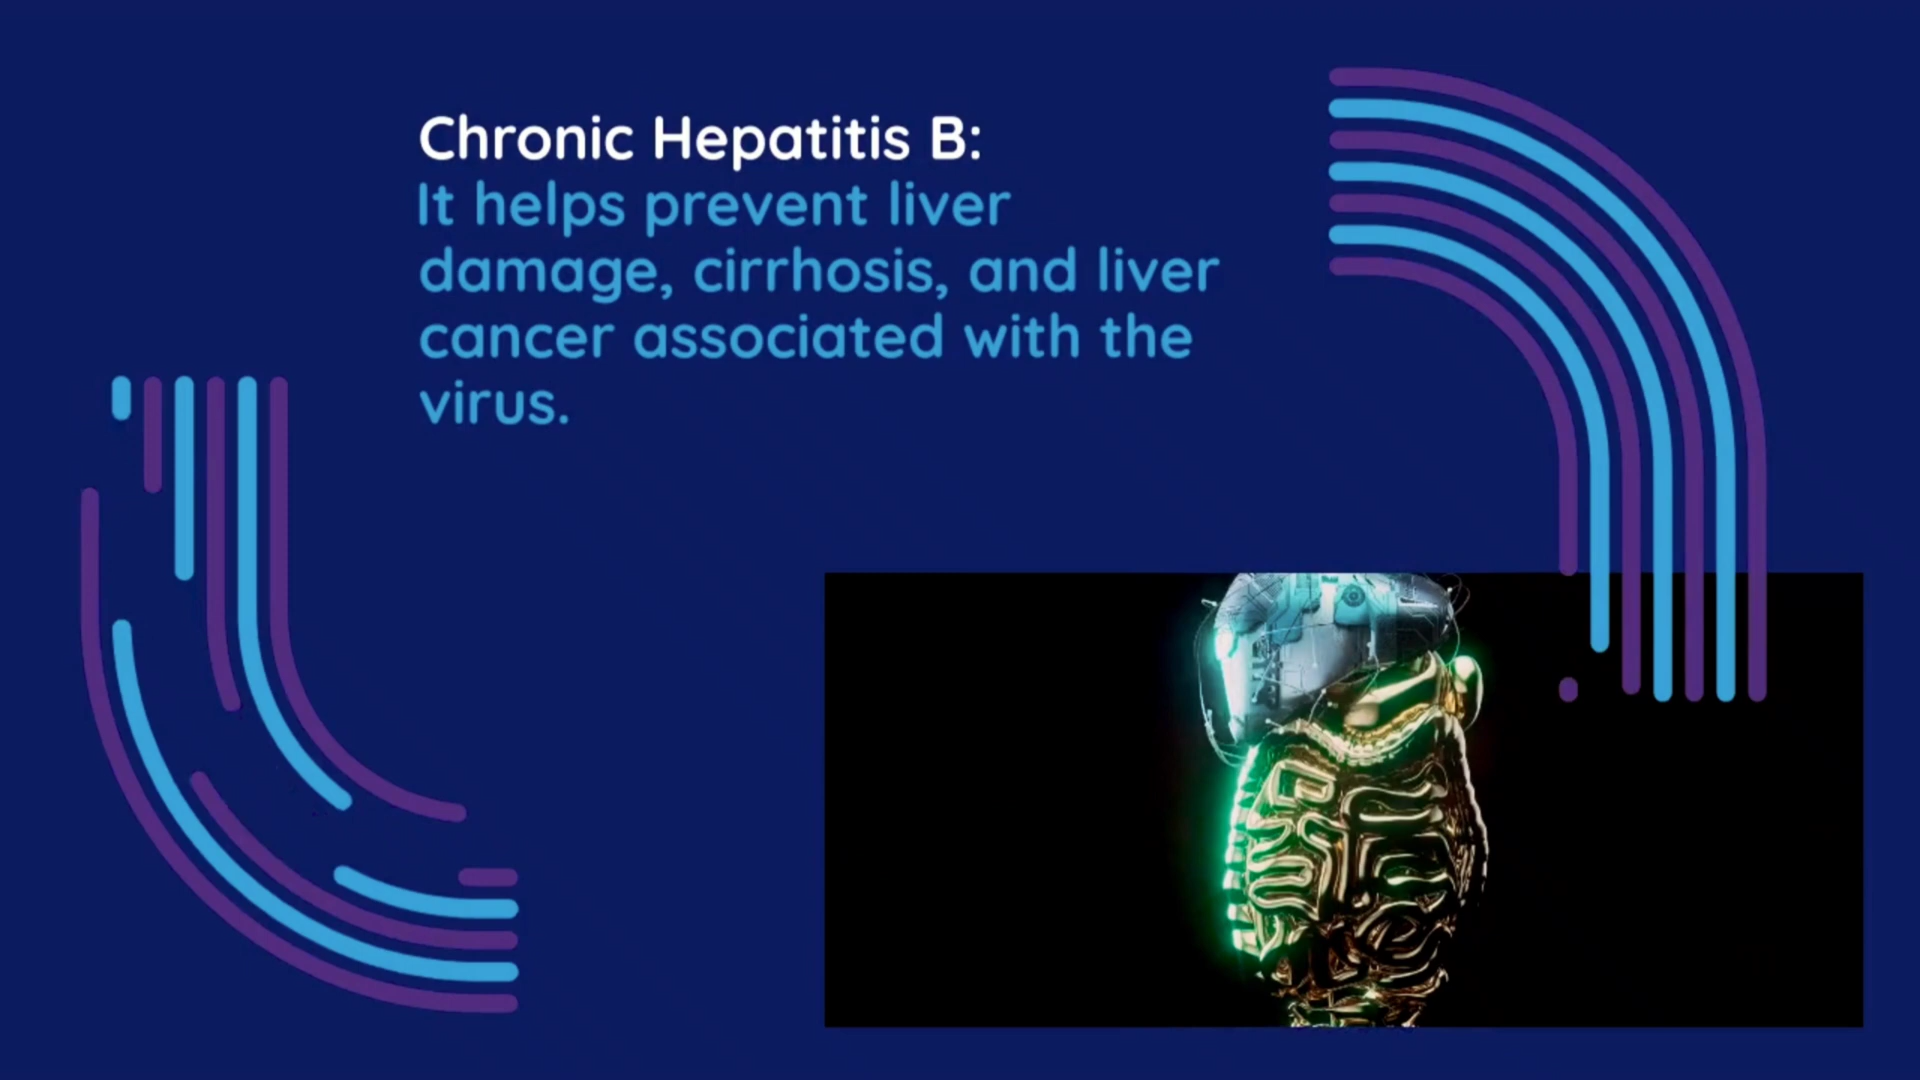 Chronic Hepatitis B:
It helps prevent liver
damage, cirrhosis, and liver
cancer associated with the
virus.